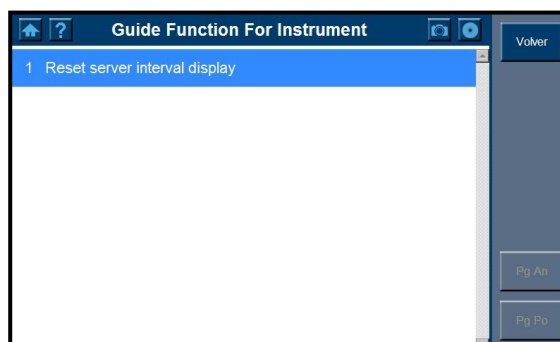 ? Guide Function For Instrument
Volver
1 Reset server interval display
Pg An
Pg Po